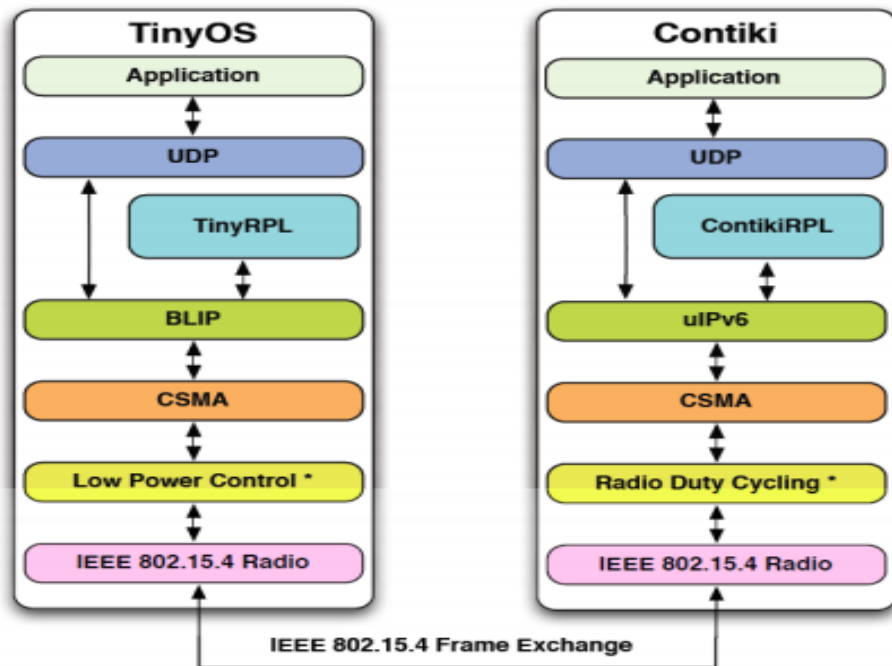 TinyOS
Application
UDP
TinyRPL
BLIP
CSMA
Low Power Control *
IEEE 802.15.4 Radio
Contiki
Application
UDP
ContikiRPL
uIPv6
CSMA
Radio Duty Cycling *
IEEE 802.15.4 Radio
IEEE 802.15.4 Frame Exchange